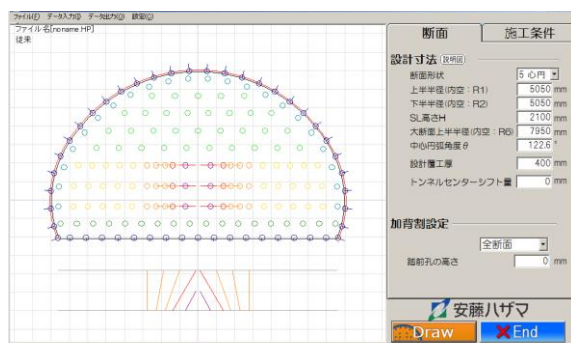 ファイル(F) データ入力(I) データ出力(O) 設定(C)
ファイル名[noname.HP]
従来
断面 施工条件
設計寸法 説明図
断面形状 5 心円
上半半径(内空：R1) 5050 mm
下半半径(内空：R2) 5050 mm
SL高さH 2100 mm
大断面上半半径(内空：R6) 7950 mm
中心円弧角度θ 122.6 °
設計覆工厚 400 mm
トンネルセンターシフト量 0 mm
加背割設定
全断面
踏前孔の高さ 0 mm
安藤ハザマ
Draw End